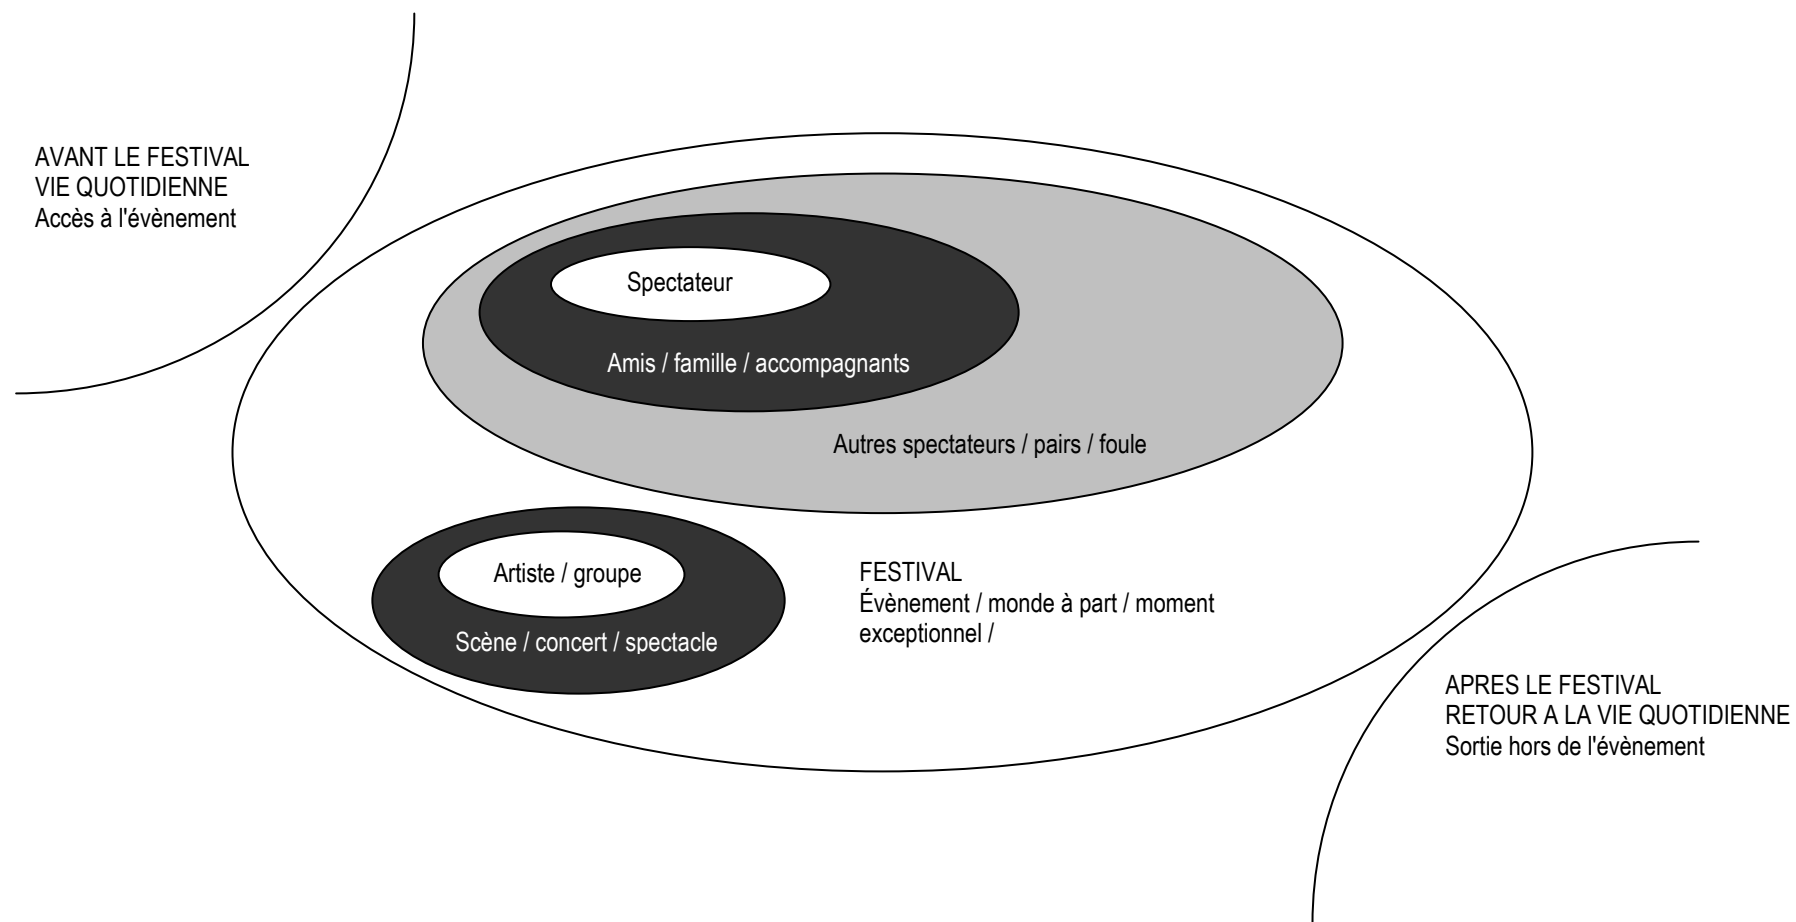 AVANT LE FESTIVAL
VIE QUOTIDIENNE
Accès à l'évènement
Spectateur
Amis / famille / accompagnants
Autres spectateurs / pairs / foule
Artiste / groupe
Scène / concert / spectacle
FESTIVAL
Évènement / monde à part / moment
exceptionnel /
APRES LE FESTIVAL
RETOUR A LA VIE QUOTIDIENNE
Sortie hors de l'évènement